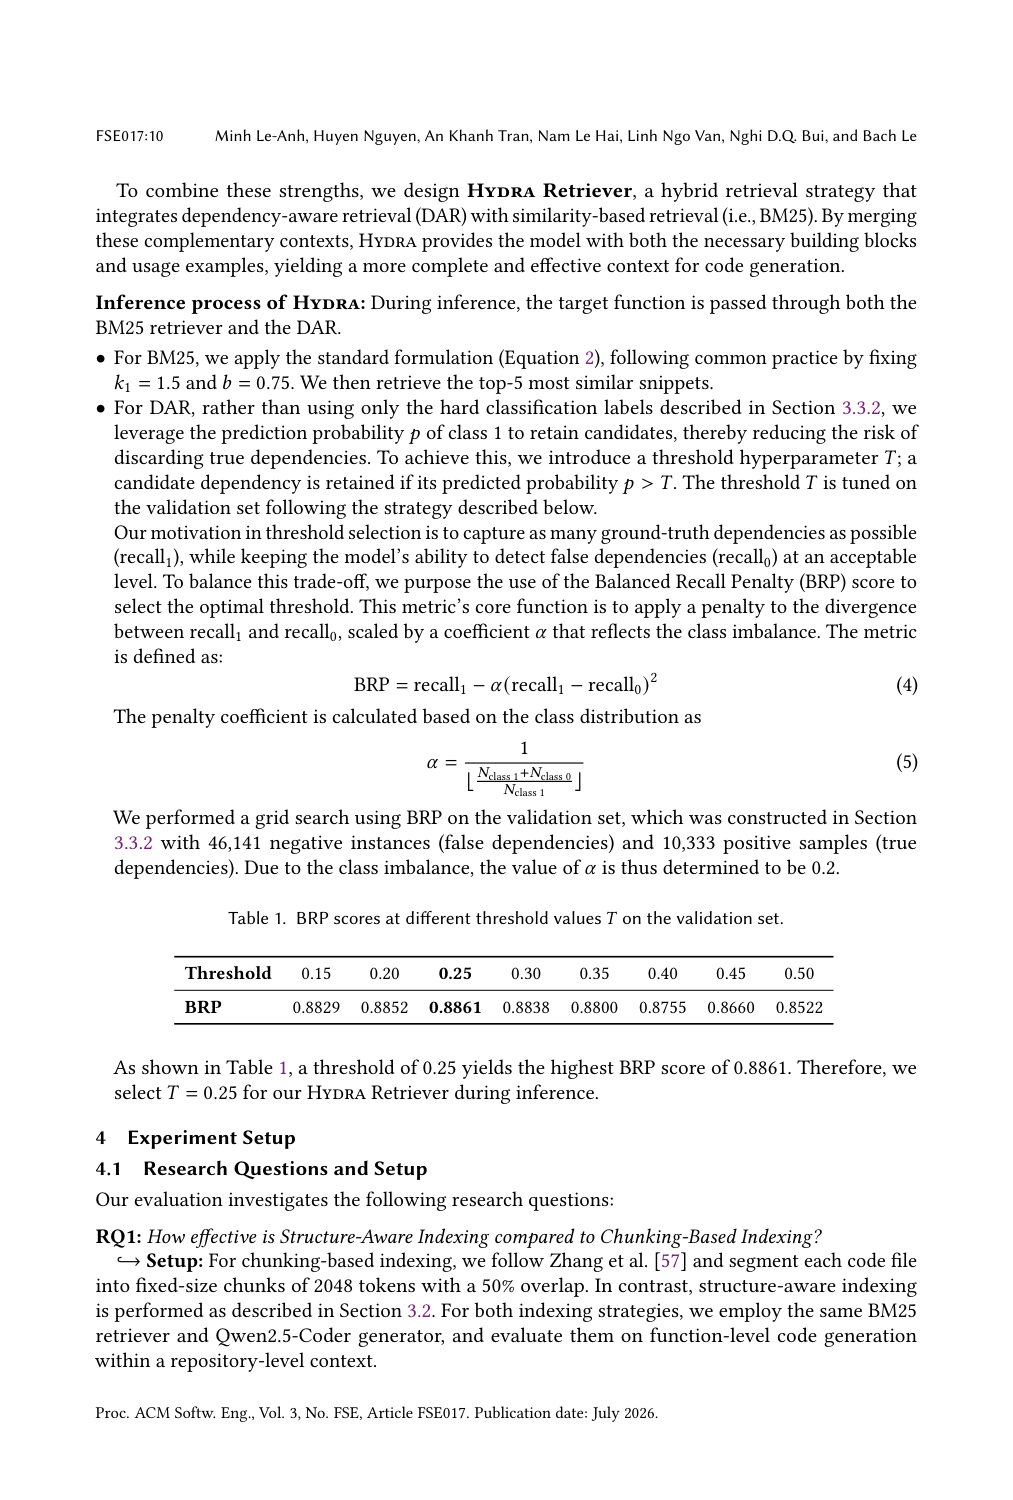 FSE017:10 Minh Le-Anh, Huyen Nguyen, An Khanh Tran, Nam Le Hai, Linh Ngo Van, Nghi D.Q. Bui, and Bach Le
To combine these strengths, we design HYDRA Retriever, a hybrid retrieval strategy that
integrates dependency-aware retrieval (DAR) with similarity-based retrieval (i.e., BM25). By merging
these complementary contexts, HYDRA provides the model with both the necessary building blocks
and usage examples, yielding a more complete and effective context for code generation.
Inference process of HYDRA: During inference, the target function is passed through both the
BM25 retriever and the DAR.
• For BM25, we apply the standard formulation (Equation 2), following common practice by fixing
k₁ = 1.5 and b = 0.75. We then retrieve the top-5 most similar snippets.
• For DAR, rather than using only the hard classification labels described in Section 3.3.2, we
leverage the prediction probability p of class 1 to retain candidates, thereby reducing the risk of
discarding true dependencies. To achieve this, we introduce a threshold hyperparameter T; a
candidate dependency is retained if its predicted probability p > T. The threshold T is tuned on
the validation set following the strategy described below.
Our motivation in threshold selection is to capture as many ground-truth dependencies as possible
(recall₁), while keeping the model's ability to detect false dependencies (recall₀) at an acceptable
level. To balance this trade-off, we purpose the use of the Balanced Recall Penalty (BRP) score to
select the optimal threshold. This metric's core function is to apply a penalty to the divergence
between recall₁ and recall₀, scaled by a coefficient α that reflects the class imbalance. The metric
is defined as:
BRP = recall₁ − α(recall₁ − recall₀)² (4)
The penalty coefficient is calculated based on the class distribution as
α = 1 / ⌊ (N class 1 + N class 0) / N class 1 ⌋ (5)
We performed a grid search using BRP on the validation set, which was constructed in Section
3.3.2 with 46,141 negative instances (false dependencies) and 10,333 positive samples (true
dependencies). Due to the class imbalance, the value of α is thus determined to be 0.2.
Table 1. BRP scores at different threshold values T on the validation set.
Threshold 0.15 0.20 0.25 0.30 0.35 0.40 0.45 0.50
BRP 0.8829 0.8852 0.8861 0.8838 0.8800 0.8755 0.8660 0.8522
As shown in Table 1, a threshold of 0.25 yields the highest BRP score of 0.8861. Therefore, we
select T = 0.25 for our HYDRA Retriever during inference.
4 Experiment Setup
4.1 Research Questions and Setup
Our evaluation investigates the following research questions:
RQ1: How effective is Structure-Aware Indexing compared to Chunking-Based Indexing?
↪ Setup: For chunking-based indexing, we follow Zhang et al. [57] and segment each code file
into fixed-size chunks of 2048 tokens with a 50% overlap. In contrast, structure-aware indexing
is performed as described in Section 3.2. For both indexing strategies, we employ the same BM25
retriever and Qwen2.5-Coder generator, and evaluate them on function-level code generation
within a repository-level context.
Proc. ACM Softw. Eng., Vol. 3, No. FSE, Article FSE017. Publication date: July 2026.